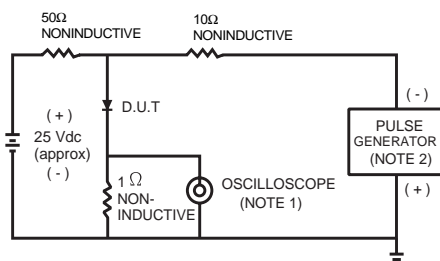 50Ω
NONINDUCTIVE
10Ω
NONINDUCTIVE
( + )
25 Vdc
(approx)
( - )
D.U.T
1 Ω
NON-
INDUCTIVE
OSCILLOSCOPE
(NOTE 1)
( - )
PULSE
GENERATOR
(NOTE 2)
( + )